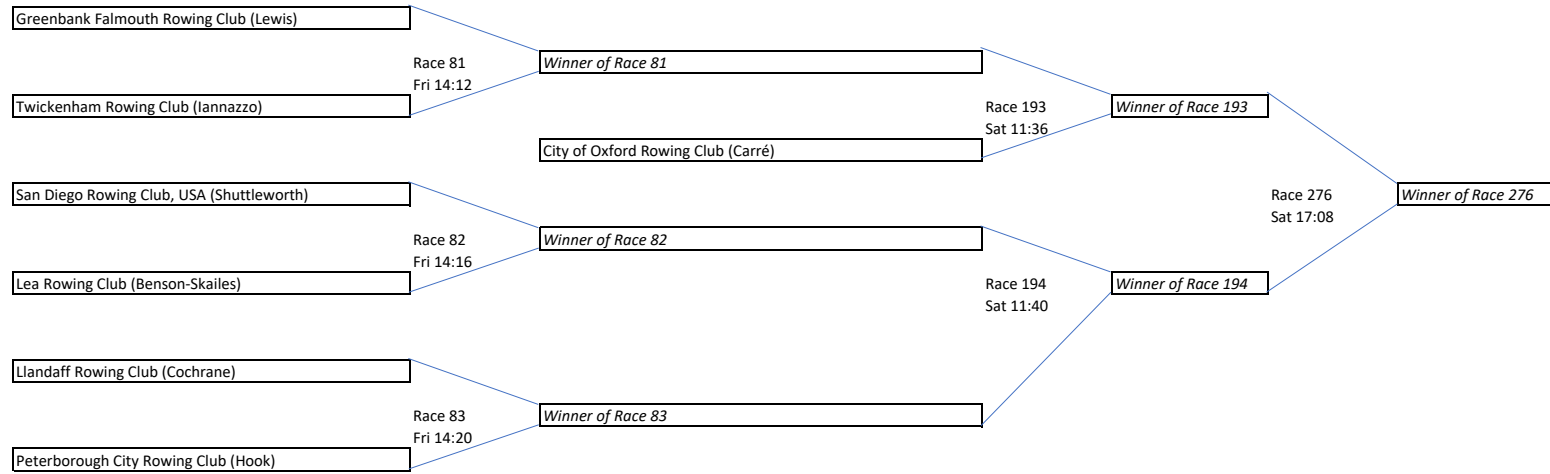 Greenbank Falmouth Rowing Club (Lewis)
Race 81
Fri 14:12
Winner of Race 81
Twickenham Rowing Club (Iannazzo)
Race 193
Sat 11:36
Winner of Race 193
City of Oxford Rowing Club (Carré)
San Diego Rowing Club, USA (Shuttleworth)
Race 276
Sat 17:08
Winner of Race 276
Race 82
Fri 14:16
Winner of Race 82
Lea Rowing Club (Benson-Skailes)
Race 194
Sat 11:40
Winner of Race 194
Llandaff Rowing Club (Cochrane)
Race 83
Fri 14:20
Winner of Race 83
Peterborough City Rowing Club (Hook)